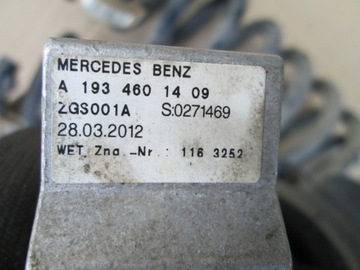 MERCEDES BENZ
A 193 460 14 09
ZGS001A S:0271469
28.03.2012
WET. Zng.-Nr.: 116 3252